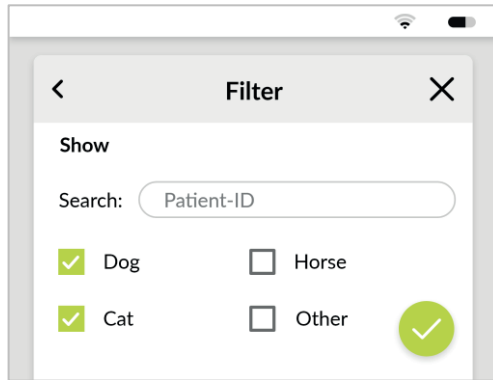 Filter
Show
Search: Patient-ID
Dog Horse
Cat Other